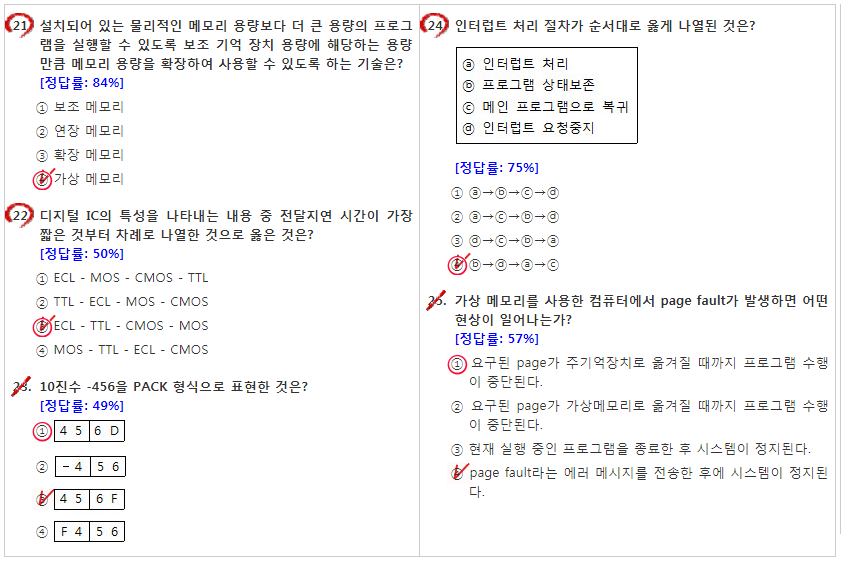 21. 설치되어 있는 물리적인 메모리 용량보다 더 큰 용량의 프로그
램을 실행할 수 있도록 보조 기억 장치 용량에 해당하는 용량
만큼 메모리 용량을 확장하여 사용할 수 있도록 하는 기술은?
[정답률: 84%]
① 보조 메모리
② 연장 메모리
③ 확장 메모리
④ 가상 메모리
22. 디지털 IC의 특성을 나타내는 내용 중 전달지연 시간이 가장
짧은 것부터 차례로 나열한 것으로 옳은 것은?
[정답률: 50%]
① ECL - MOS - CMOS - TTL
② TTL - ECL - MOS - CMOS
③ ECL - TTL - CMOS - MOS
④ MOS - TTL - ECL - CMOS
23. 10진수 -456을 PACK 형식으로 표현한 것은?
[정답률: 49%]
① 4 5 6 D
② - 4 5 6
③ 4 5 6 F
④ F 4 5 6
24. 인터럽트 처리 절차가 순서대로 옳게 나열된 것은?
ⓐ 인터럽트 처리
ⓑ 프로그램 상태보존
ⓒ 메인 프로그램으로 복귀
ⓓ 인터럽트 요청중지
[정답률: 75%]
① ⓐ→ⓑ→ⓒ→ⓓ
② ⓐ→ⓒ→ⓑ→ⓓ
③ ⓓ→ⓒ→ⓑ→ⓐ
④ ⓑ→ⓓ→ⓐ→ⓒ
25. 가상 메모리를 사용한 컴퓨터에서 page fault가 발생하면 어떤
현상이 일어나는가?
[정답률: 57%]
① 요구된 page가 주기억장치로 옮겨질 때까지 프로그램 수행
이 중단된다.
② 요구된 page가 가상메모리로 옮겨질 때까지 프로그램 수행
이 중단된다.
③ 현재 실행 중인 프로그램을 종료한 후 시스템이 정지된다.
④ page fault라는 에러 메시지를 전송한 후에 시스템이 정지된
다.